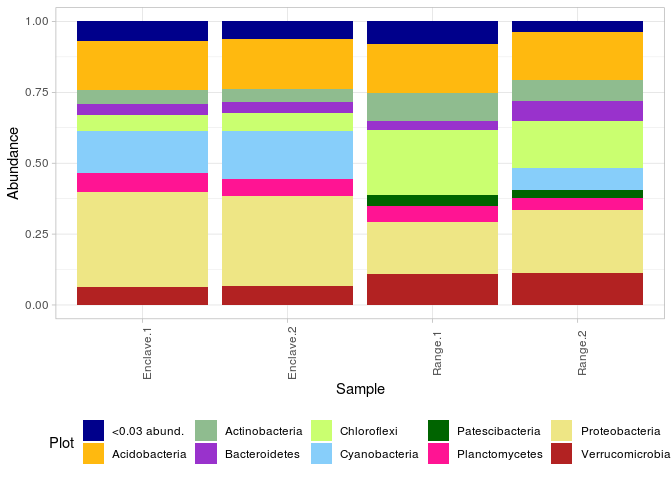 1.00
0.75
0.50
0.25
0.00
Abundance
Enclave.1
Enclave.2
Range.1
Range.2
Sample
Plot
<0.03 abund.
Actinobacteria
Chloroflexi
Patescibacteria
Proteobacteria
Acidobacteria
Bacteroidetes
Cyanobacteria
Planctomycetes
Verrucomicrobia